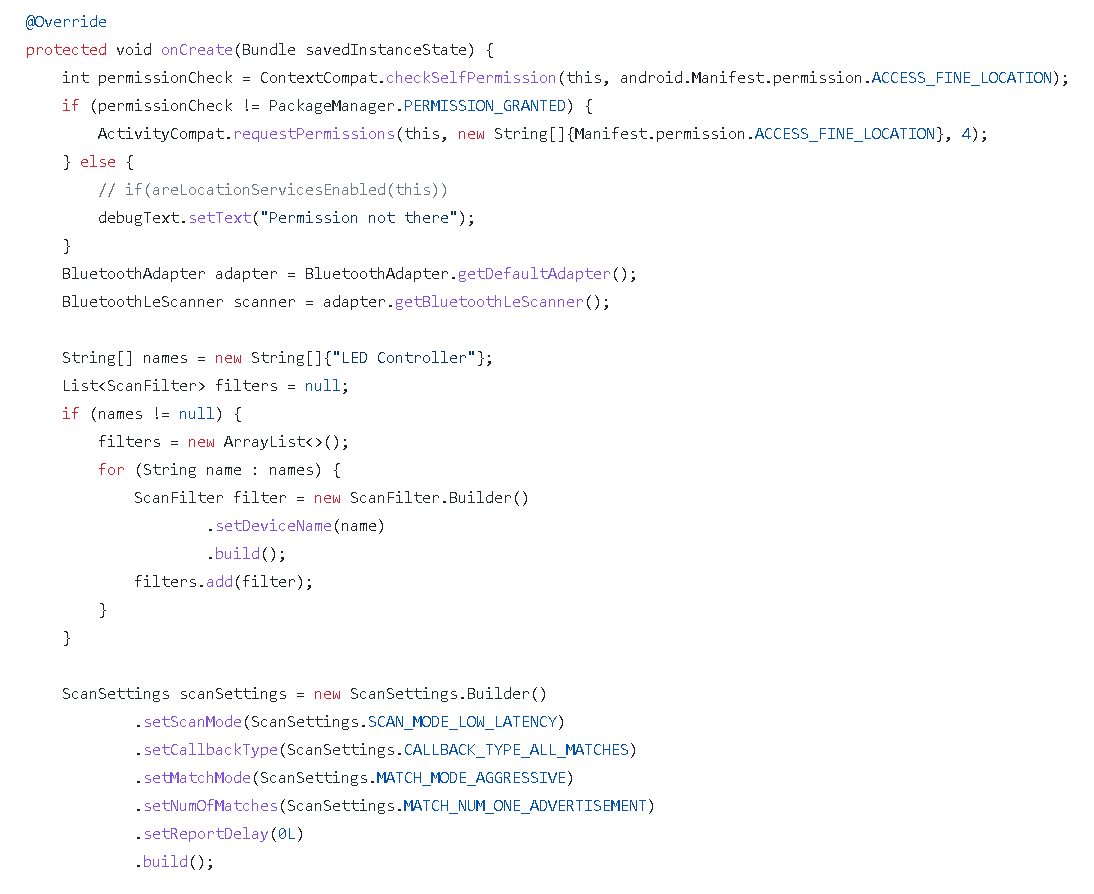 @Override
protected void onCreate(Bundle savedInstanceState) {
    int permissionCheck = ContextCompat.checkSelfPermission(this, android.Manifest.permission.ACCESS_FINE_LOCATION);
    if (permissionCheck != PackageManager.PERMISSION_GRANTED) {
        ActivityCompat.requestPermissions(this, new String[]{Manifest.permission.ACCESS_FINE_LOCATION}, 4);
    } else {
        // if(areLocationServicesEnabled(this))
        debugText.setText("Permission not there");
    }
    BluetoothAdapter adapter = BluetoothAdapter.getDefaultAdapter();
    BluetoothLeScanner scanner = adapter.getBluetoothLeScanner();

    String[] names = new String[]{"LED Controller"};
    List<ScanFilter> filters = null;
    if (names != null) {
        filters = new ArrayList<>();
        for (String name : names) {
            ScanFilter filter = new ScanFilter.Builder()
                    .setDeviceName(name)
                    .build();
            filters.add(filter);
        }
    }

    ScanSettings scanSettings = new ScanSettings.Builder()
            .setScanMode(ScanSettings.SCAN_MODE_LOW_LATENCY)
            .setCallbackType(ScanSettings.CALLBACK_TYPE_ALL_MATCHES)
            .setMatchMode(ScanSettings.MATCH_MODE_AGGRESSIVE)
            .setNumOfMatches(ScanSettings.MATCH_NUM_ONE_ADVERTISEMENT)
            .setReportDelay(0L)
            .build();